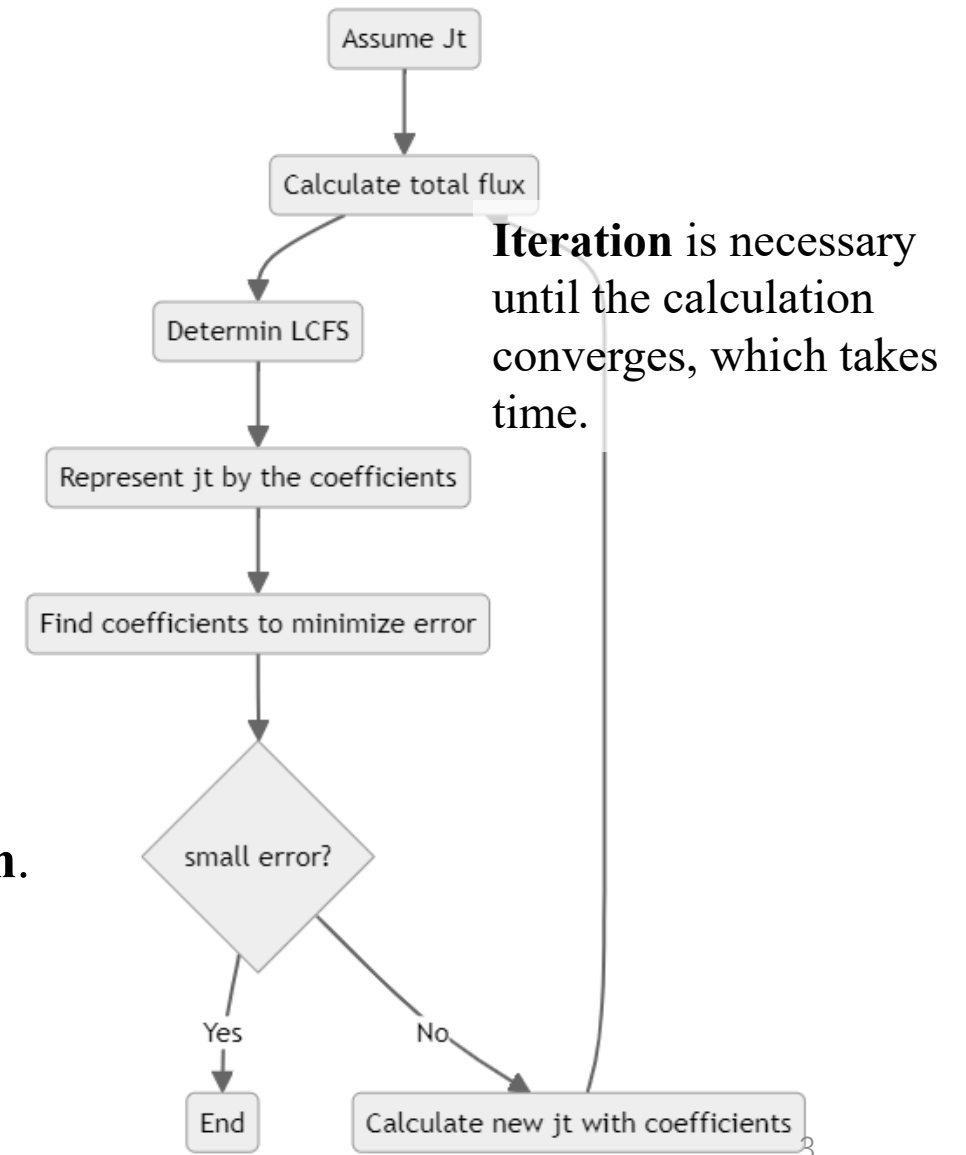 Assume Jt
Calculate total flux
Iteration is necessary
until the calculation
converges, which takes
time.
Determin LCFS
Represent jt by the coefficients
Find coefficients to minimize error
small error?
n.
Yes
No
End
Calculate new jt with coefficients
3